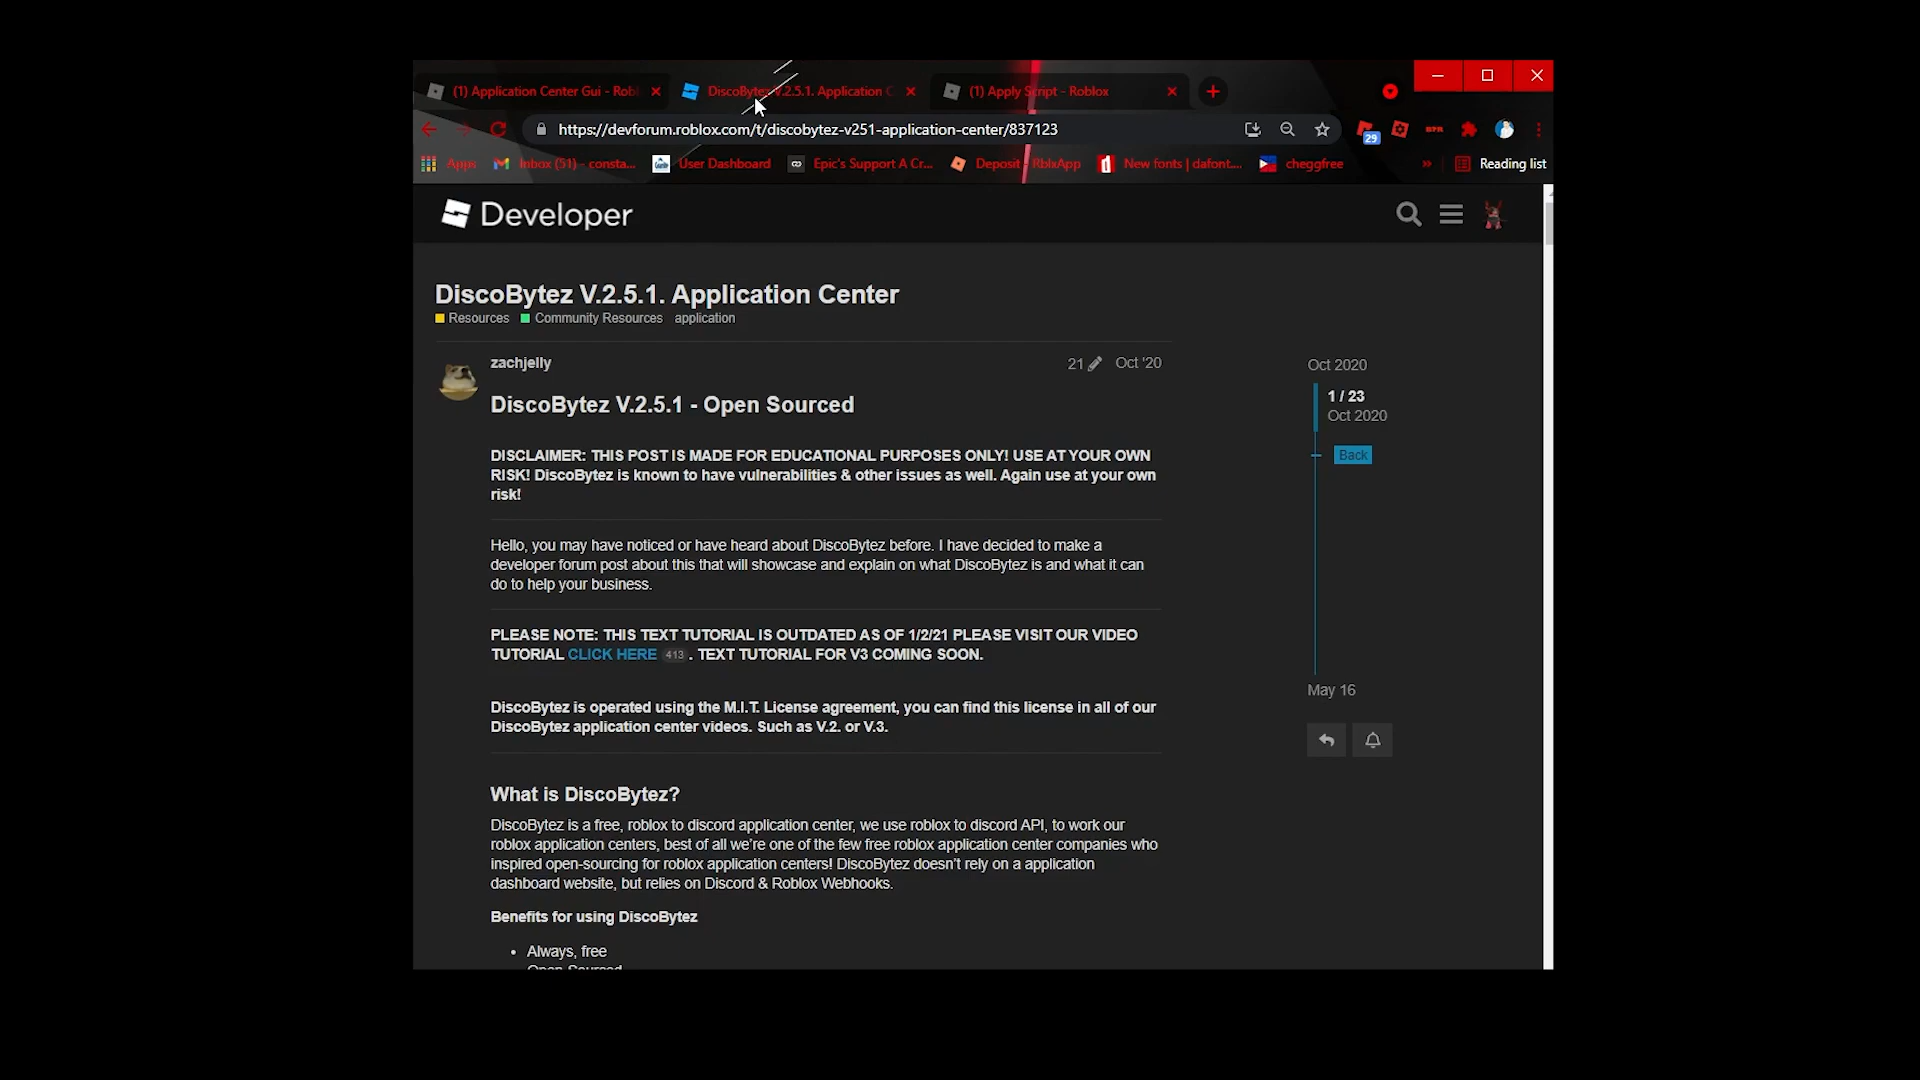 (1) Application Center Gui - Robl
DiscoBytez V.2.5.1. Application C
(1) Apply Script - Roblox
https://devforum.roblox.com/t/discobytez-v251-application-center/837123
29
Apps
Inbox (51) - consta...
User Dashboard
Epic's Support A Cr...
Deposit - RblxApp
New fonts | dafont....
cheggfree
»
Reading list
Developer
DiscoBytez V.2.5.1. Application Center
Resources Community Resources application
zachjelly
21 Oct '20
DiscoBytez V.2.5.1 - Open Sourced
DISCLAIMER: THIS POST IS MADE FOR EDUCATIONAL PURPOSES ONLY! USE AT YOUR OWN
RISK! DiscoBytez is known to have vulnerabilities & other issues as well. Again use at your own
risk!
Hello, you may have noticed or have heard about DiscoBytez before. I have decided to make a
developer forum post about this that will showcase and explain on what DiscoBytez is and what it can
do to help your business.
PLEASE NOTE: THIS TEXT TUTORIAL IS OUTDATED AS OF 1/2/21 PLEASE VISIT OUR VIDEO
TUTORIAL CLICK HERE 413 . TEXT TUTORIAL FOR V3 COMING SOON.
DiscoBytez is operated using the M.I.T. License agreement, you can find this license in all of our
DiscoBytez application center videos. Such as V.2. or V.3.
What is DiscoBytez?
DiscoBytez is a free, roblox to discord application center, we use roblox to discord API, to work our
roblox application centers, best of all we're one of the few free roblox application center companies who
inspired open-sourcing for roblox application centers! DiscoBytez doesn't rely on a application
dashboard website, but relies on Discord & Roblox Webhooks.
Benefits for using DiscoBytez
• Always, free
Open Sourced
Oct 2020
1 / 23
Oct 2020
Back
May 16